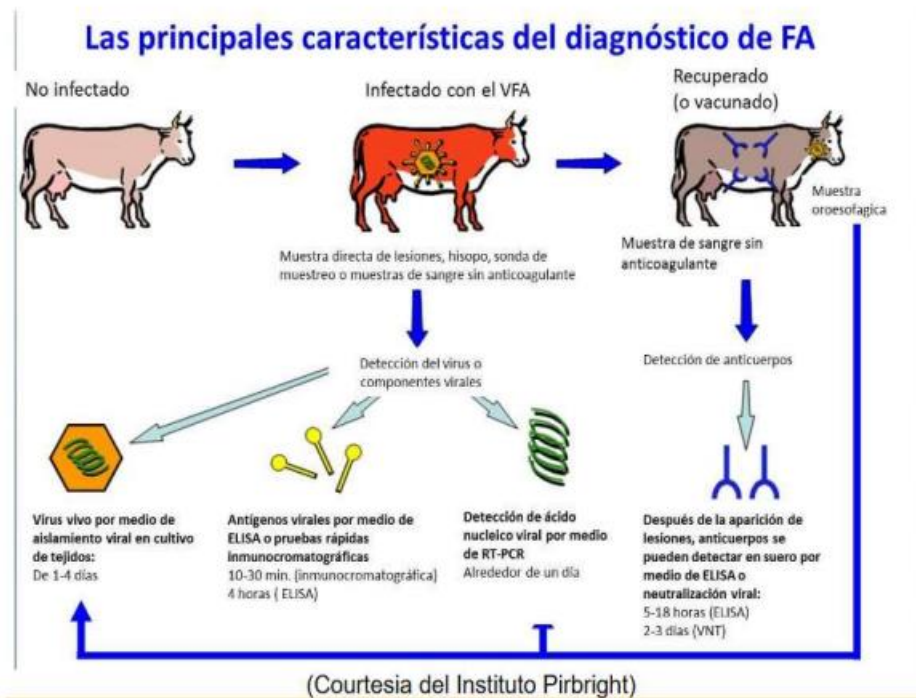 Las principales características del diagnóstico de FA
No infectado
Infectado con el VFA
Recuperado
(o vacunado)
Muestra
oroesofagica
Muestra directa de lesiones, hisopo, sonda de
muestreo o muestras de sangre sin anticoagulante
Muestra de sangre sin
anticoagulante
Detección del virus o
componentes virales
Detección de anticuerpos
Virus vivo por medio de
aislamiento viral en cultivo
de tejidos:
De 1-4 días
Antígenos virales por medio de
ELISA o pruebas rápidas
inmunocromatográficas
10-30 min. (inmunocromatográfica)
4 horas ( ELISA)
Detección de ácido
nucleico viral por medio
de RT-PCR
Alrededor de un día
Después de la aparición de
lesiones, anticuerpos se
pueden detectar en suero por
medio de ELISA o
neutralización viral:
5-18 horas (ELISA)
2-3 días (VNT)
(Courtesia del Instituto Pirbright)